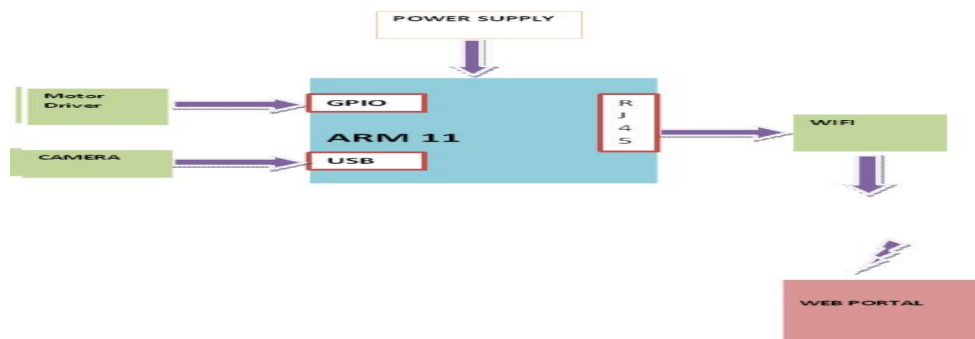 POWER SUPPLY
Motor
Driver
GPIO
ARM 11
CAMERA
USB
R
J
4
5
WIFI
WEB PORTAL